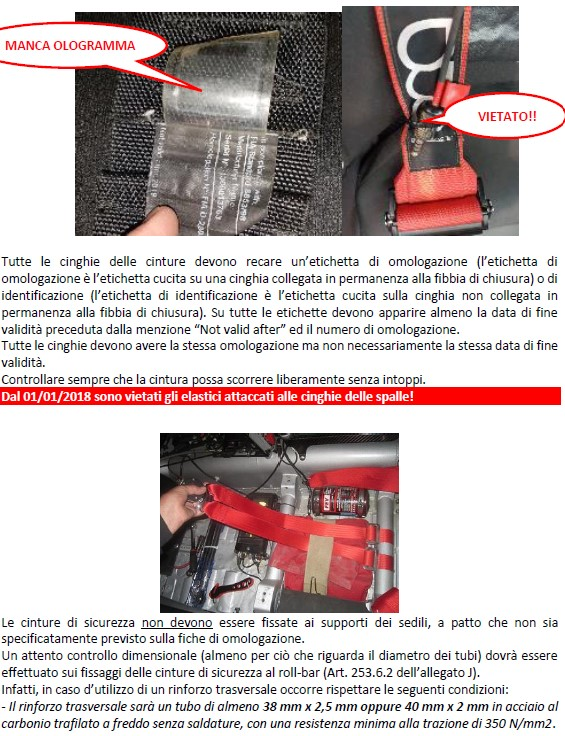 MANCA OLOGRAMMA
VIETATO!!
Tutte le cinghie delle cinture devono recare un'etichetta di omologazione (l'etichetta di
omologazione è l'etichetta cucita su una cinghia collegata in permanenza alla fibbia di chiusura) o di
identificazione (l'etichetta di identificazione è l'etichetta cucita sulla cinghia non collegata in
permanenza alla fibbia di chiusura). Su tutte le etichette devono apparire almeno la data di fine
validità preceduta dalla menzione "Not valid after" ed il numero di omologazione.
Tutte le cinghie devono avere la stessa omologazione ma non necessariamente la stessa data di fine
validità.
Controllare sempre che la cintura possa scorrere liberamente senza intoppi.
Dal 01/01/2018 sono vietati gli elastici attaccati alle cinghie delle spalle!
Le cinture di sicurezza non devono essere fissate ai supporti dei sedili, a patto che non sia
specificatamente previsto sulla fiche di omologazione.
Un attento controllo dimensionale (almeno per ciò che riguarda il diametro dei tubi) dovrà essere
effettuato sui fissaggi delle cinture di sicurezza al roll-bar (Art. 253.6.2 dell'allegato J).
Infatti, in caso d'utilizzo di un rinforzo trasversale occorre rispettare le seguenti condizioni:
- Il rinforzo trasversale sarà un tubo di almeno 38 mm x 2,5 mm oppure 40 mm x 2 mm in acciaio al
carbonio trafilato a freddo senza saldature, con una resistenza minima alla trazione di 350 N/mm2.